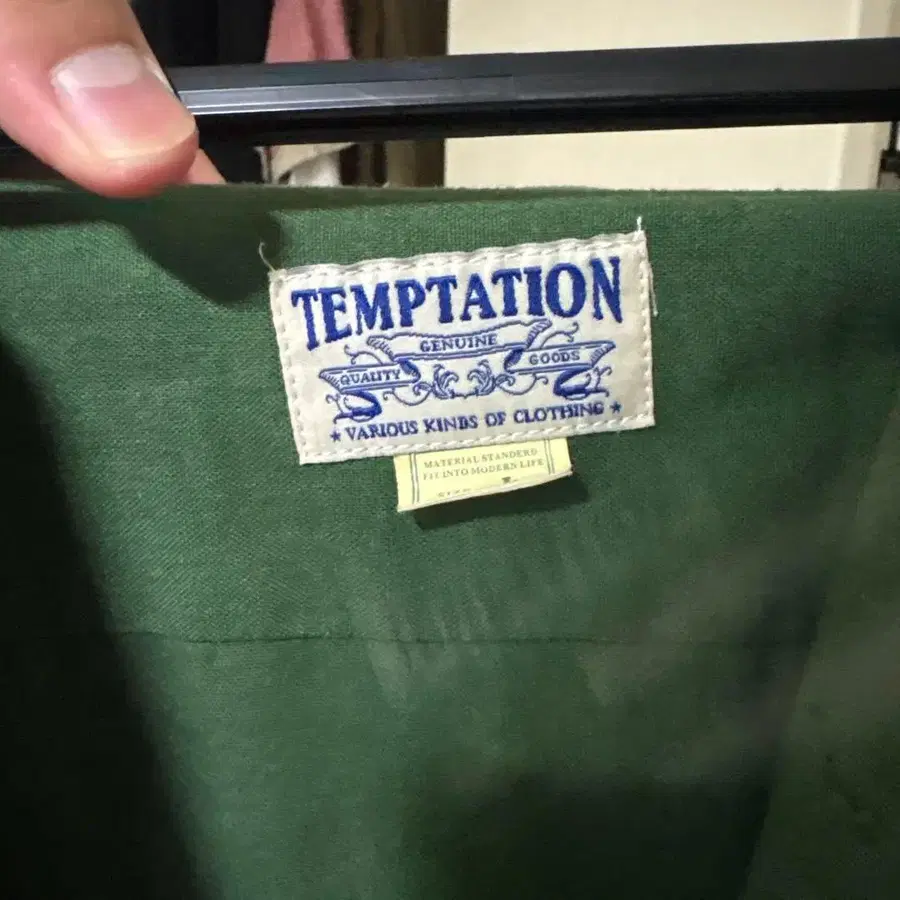 TEMPTATION
GENUINE
QUALITY
GOODS
★ VARIOUS KINDS OF CLOTHING ★
MATERIAL STANDERD
FIT INTO MODERN LIFE